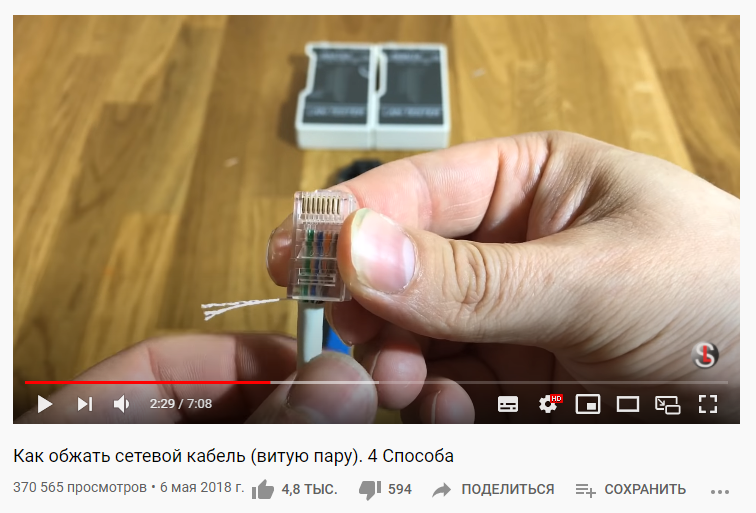 HD
2:29 / 7:08
Как обжать сетевой кабель (витую пару). 4 Способа
370 565 просмотров • 6 мая 2018 г. 4,8 ТЫС. 594 ПОДЕЛИТЬСЯ СОХРАНИТЬ